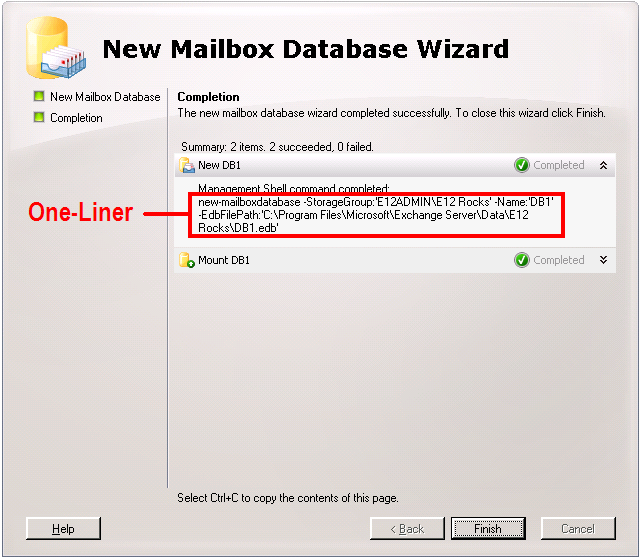 New Mailbox Database Wizard
New Mailbox Database
Completion
Completion
The new mailbox database wizard completed successfully. To close this wizard click Finish.
Summary: 2 items. 2 succeeded, 0 failed.
New DB1
Completed
Management Shell command completed:
new-mailboxdatabase -StorageGroup:'E12ADMIN\E12 Rocks' -Name:'DB1'
-EdbFilePath:'C:\Program Files\Microsoft\Exchange Server\Data\E12
Rocks\DB1.edb'
One-Liner
Mount DB1
Completed
Select Ctrl+C to copy the contents of this page.
Help
< Back
Finish
Cancel